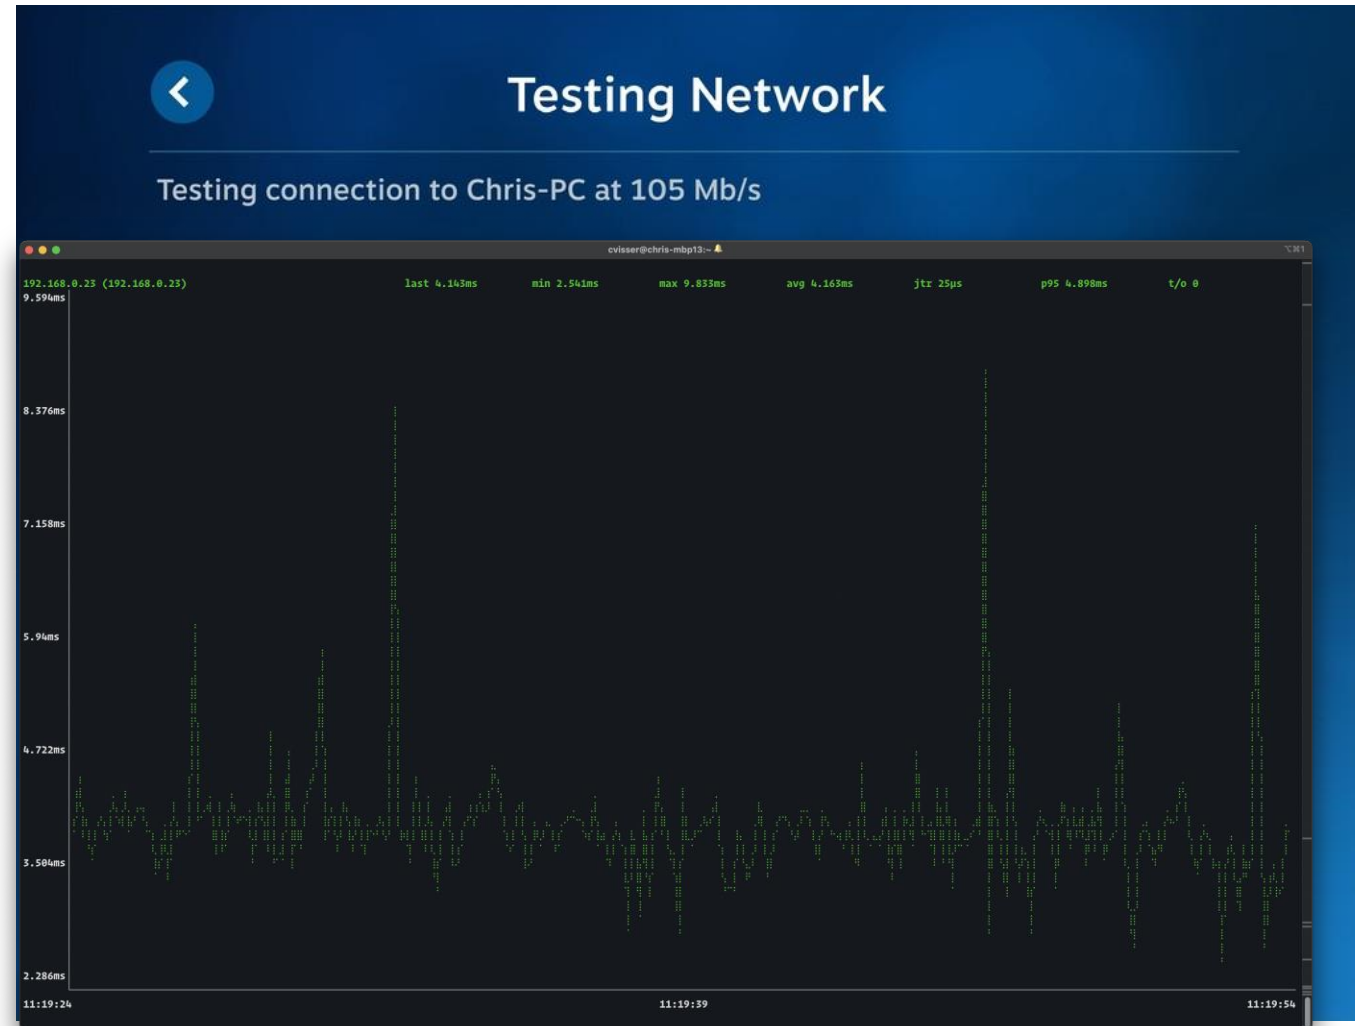 Testing Network
Testing connection to Chris-PC at 105 Mb/s
cvisser@chris-mbp13:~ 🔔
⌥⌘1
192.168.0.23 (192.168.0.23) last 4.143ms min 2.541ms max 9.833ms avg 4.163ms jtr 25µs p95 4.898ms t/o 0
9.594ms
8.376ms
7.158ms
5.94ms
4.722ms
3.504ms
2.286ms
11:19:24 11:19:39 11:19:54